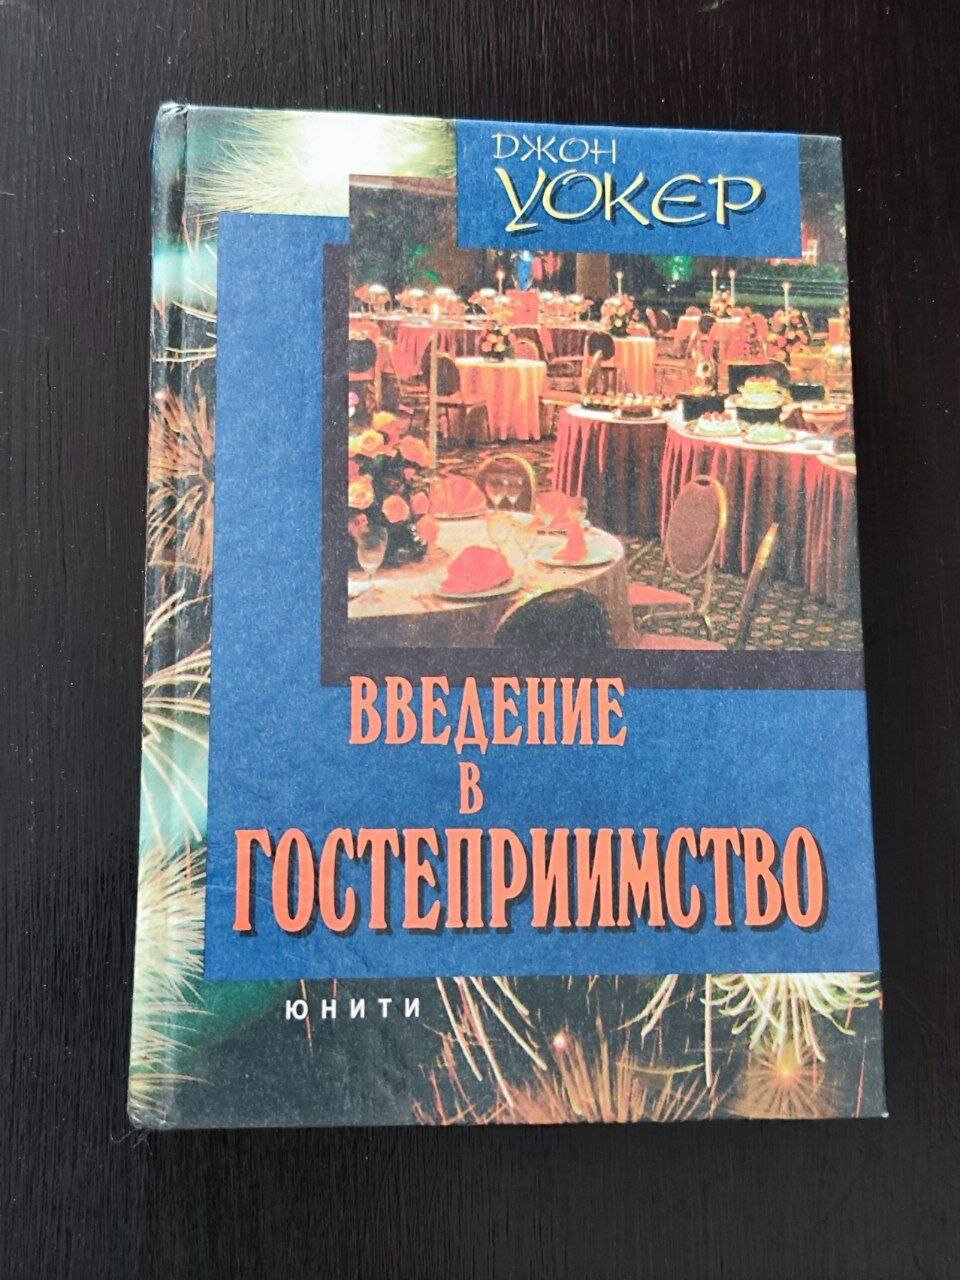 ДЖОН
УОКЕР
ВВЕДЕНИЕ
В
ГОСТЕПРИИМСТВО
ЮНИТИ